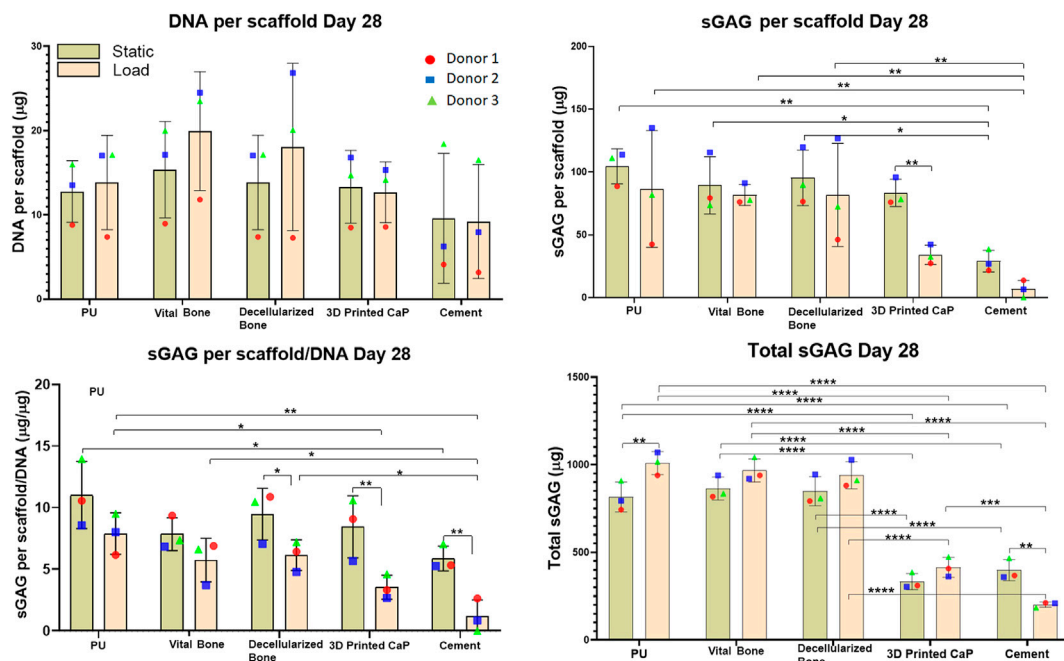 DNA per scaffold Day 28
Static
Load
Donor 1
Donor 2
Donor 3
DNA per scaffold (µg)
30
20
10
0
PU
Vital Bone
Decellularized
Bone
3D Printed CaP
Cement
sGAG per scaffold Day 28
sGAG per scaffold (µg)
200
150
100
50
0
**
**
**
**
*
*
**
PU
Vital Bone
Decellularized
Bone
3D Printed CaP
Cement
sGAG per scaffold/DNA Day 28
PU
sGAG per scaffold/DNA (µg/µg)
20
15
10
5
0
**
*
*
*
*
*
**
**
PU
Vital Bone
Decellularized
Bone
3D Printed CaP
Cement
Total sGAG Day 28
Total sGAG (µg)
1500
1000
500
0
****
****
****
****
****
****
****
****
**
****
****
***
****
**
****
PU
Vital Bone
Decellularized
Bone
3D Printed CaP
Cement